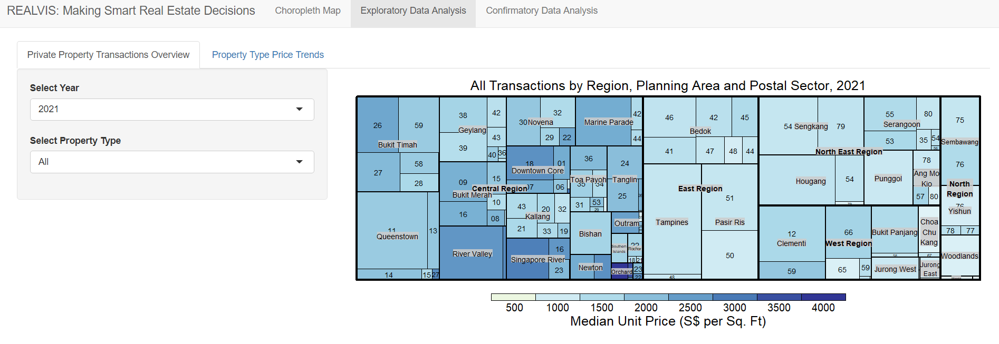 REALVIS: Making Smart Real Estate Decisions Choropleth Map Exploratory Data Analysis Confirmatory Data Analysis
Private Property Transactions Overview Property Type Price Trends
Select Year
2021
Select Property Type
All
All Transactions by Region, Planning Area and Postal Sector, 2021
26 59
Bukit Timah
27 58
28
11 13
Queenstown
14 15 27
38 42
Geylang
39 43
40 36
09 15
Central Region
Bukit Merah
10
16 08
River Valley
32
30 Novena
29 22
Marine Parade 42
44
18 01
Downtown Core
07 06
43 20 32
Kallang
21 33 19
16
Singapore River
23
36
Toa Payoh
35 34
31 53
29
24
Tanglin
25
Bishan
Newton
Outram
Southern
Islands
22
Rochor
18 21
Orchard 23
22
46 42 45
Bedok
41 47 48 44
East Region
51
Tampines Pasir Ris
50
48
54 Sengkang 79
55 80
Serangoon
53 35 54
56
North East Region
Hougang 54
79
Punggol
78
Ang Mo
Kio
57 80
12 66
Clementi
West Region
59 65 59
Bukit Panjang
58
Choa
Chu
Kang
67
Jurong West
Jurong
East
75
Sembawang
76
North
Region
76
Yishun
78 77
Woodlands
500 1000 1500 2000 2500 3000 3500 4000
Median Unit Price (S$ per Sq. Ft)